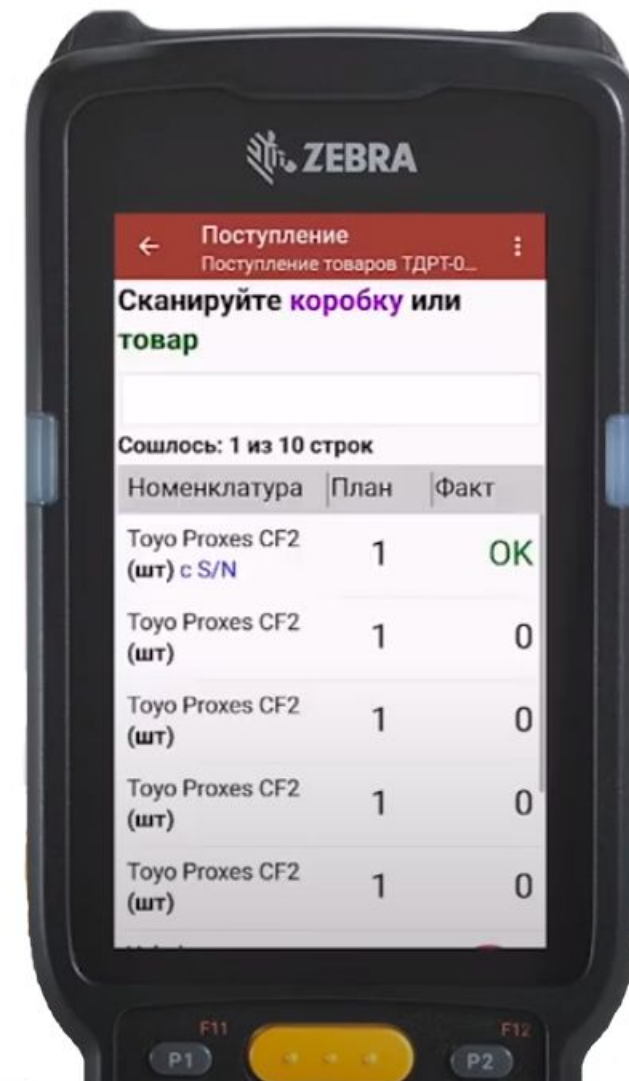 ZEBRA
Поступление
Поступление товаров ТДРТ-0...
Сканируйте коробку или
товар
Сошлось: 1 из 10 строк
Номенклатура План Факт
Toyo Proxes CF2
(шт) с S/N 1 OK
Toyo Proxes CF2
(шт) 1 0
Toyo Proxes CF2
(шт) 1 0
Toyo Proxes CF2
(шт) 1 0
Toyo Proxes CF2
(шт) 1 0
F11 F12
P1 P2